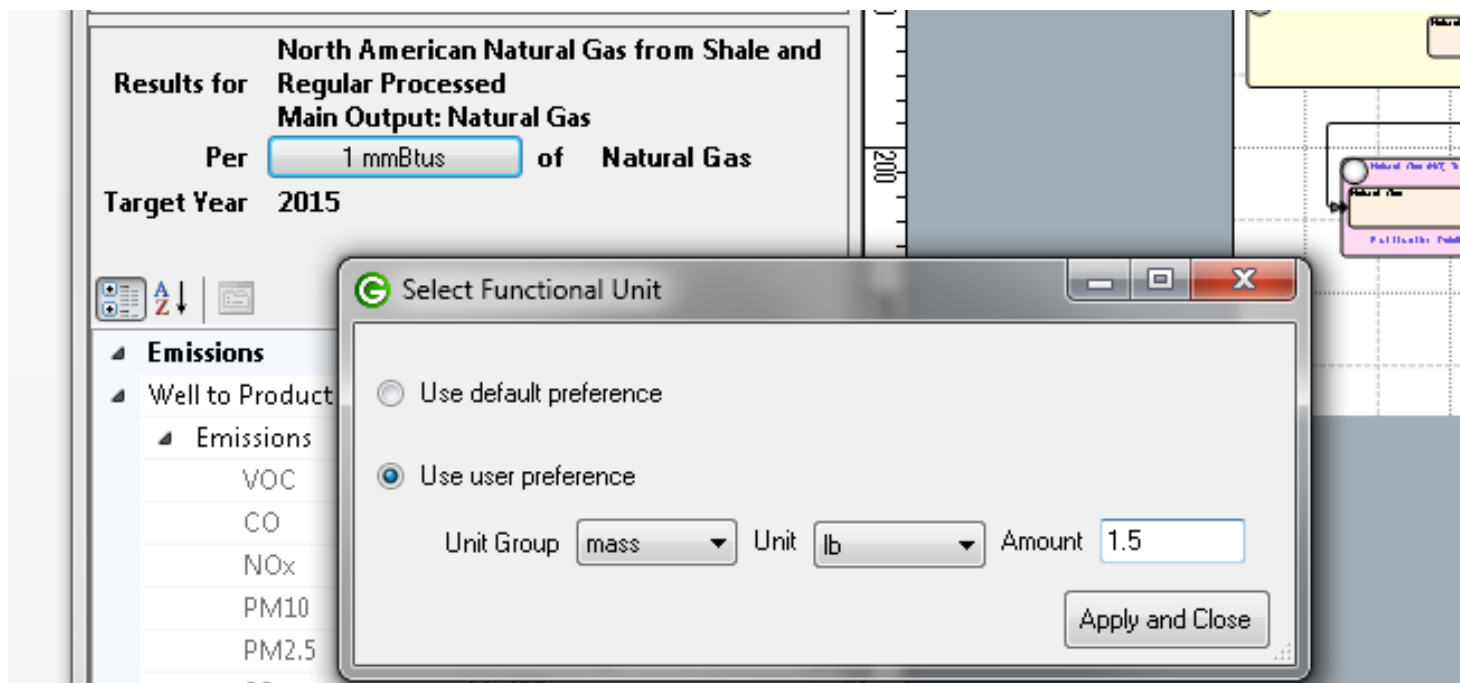 North American Natural Gas from Shale and
Results for Regular Processed
Main Output: Natural Gas
Per 1 mmBtus of Natural Gas
Target Year 2015
200
Select Functional Unit
Emissions
Well to Product
Emissions
VOC
CO
NOx
PM10
PM2.5
Use default preference
Use user preference
Unit Group mass Unit lb Amount 1.5
Apply and Close